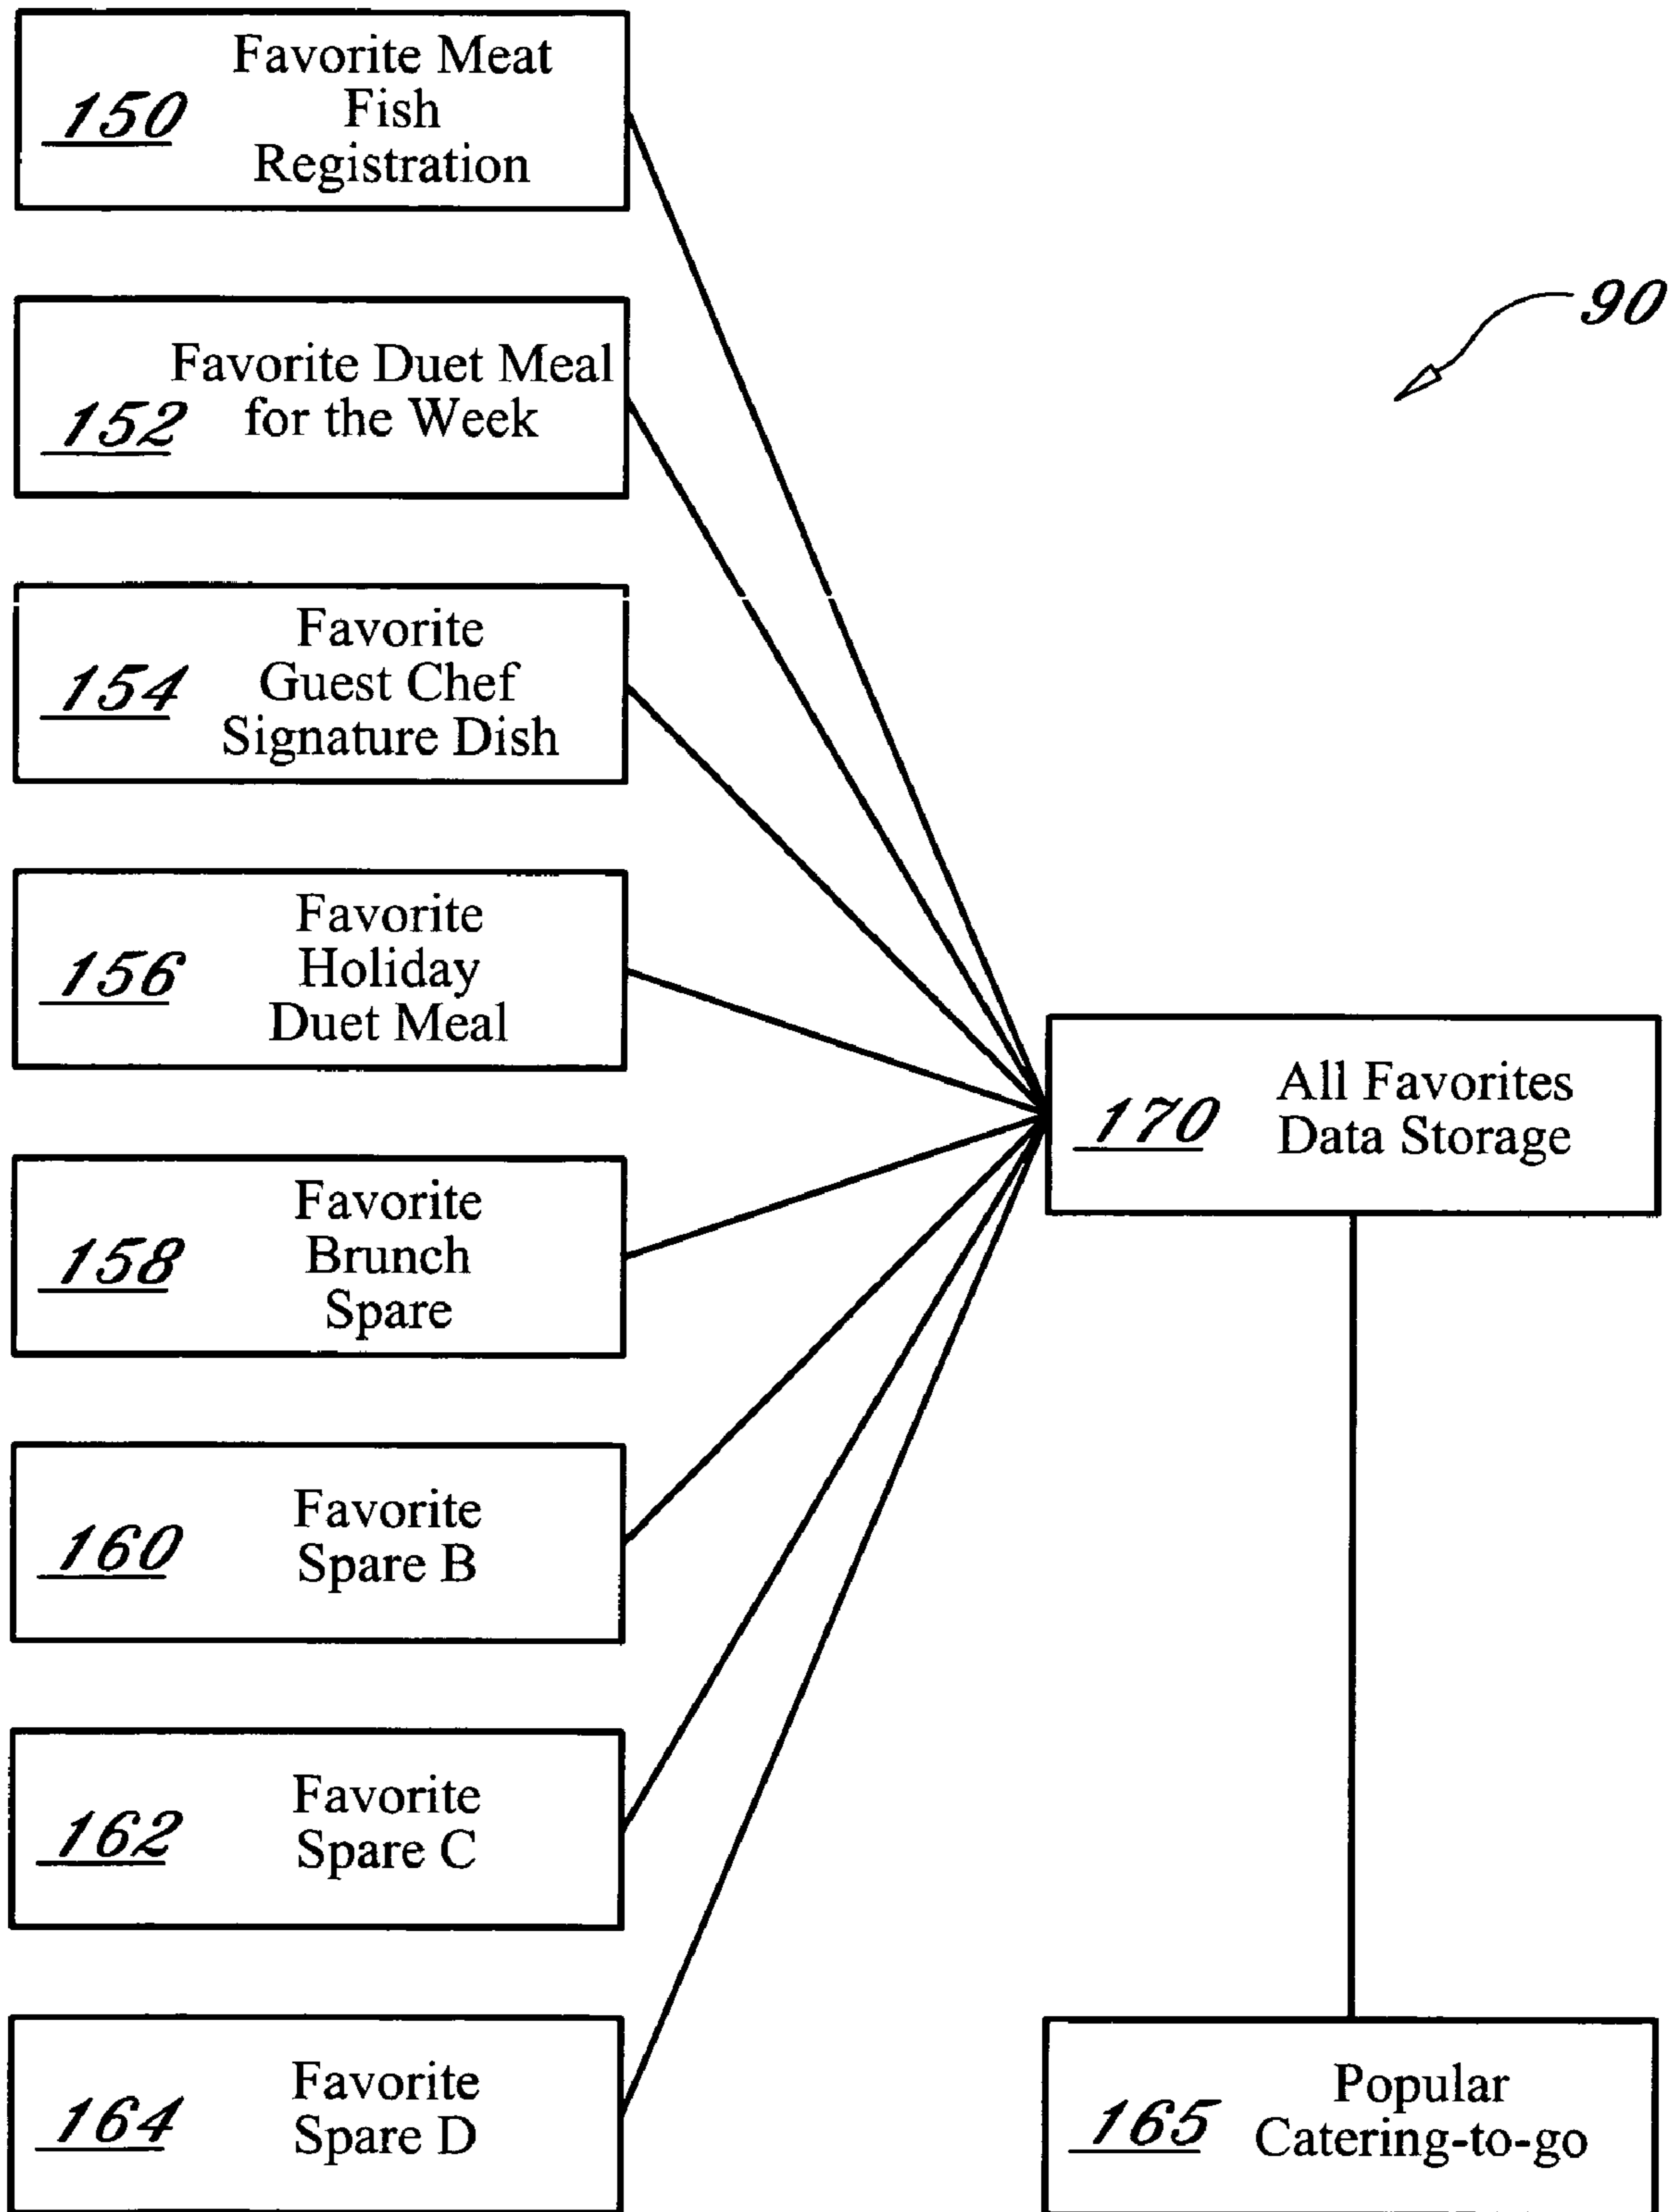 150
Favorite Meat
Fish
Registration
90
152
Favorite Duet Meal
for the Week
154
Favorite
Guest Chef
Signature Dish
156
Favorite
Holiday
Duet Meal
170
All Favorites
Data Storage
158
Favorite
Brunch
Spare
160
Favorite
Spare B
162
Favorite
Spare C
164
Favorite
Spare D
165
Popular
Catering-to-go